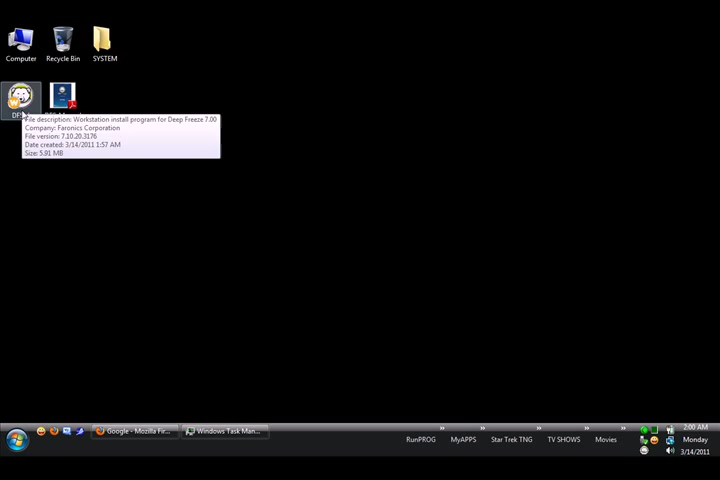 Computer
Recycle Bin
SYSTEM
File description: Workstation install program for Deep Freeze 7.00
Company: Faronics Corporation
File version: 7.10.20.3176
Date created: 3/14/2011 1:57 AM
Size: 5.91 MB
Google - Mozilla Fir...
Windows Task Man...
RunPROG
MyAPPS
Star Trek TNG
TV SHOWS
Movies
2:00 AM
Monday
3/14/2011